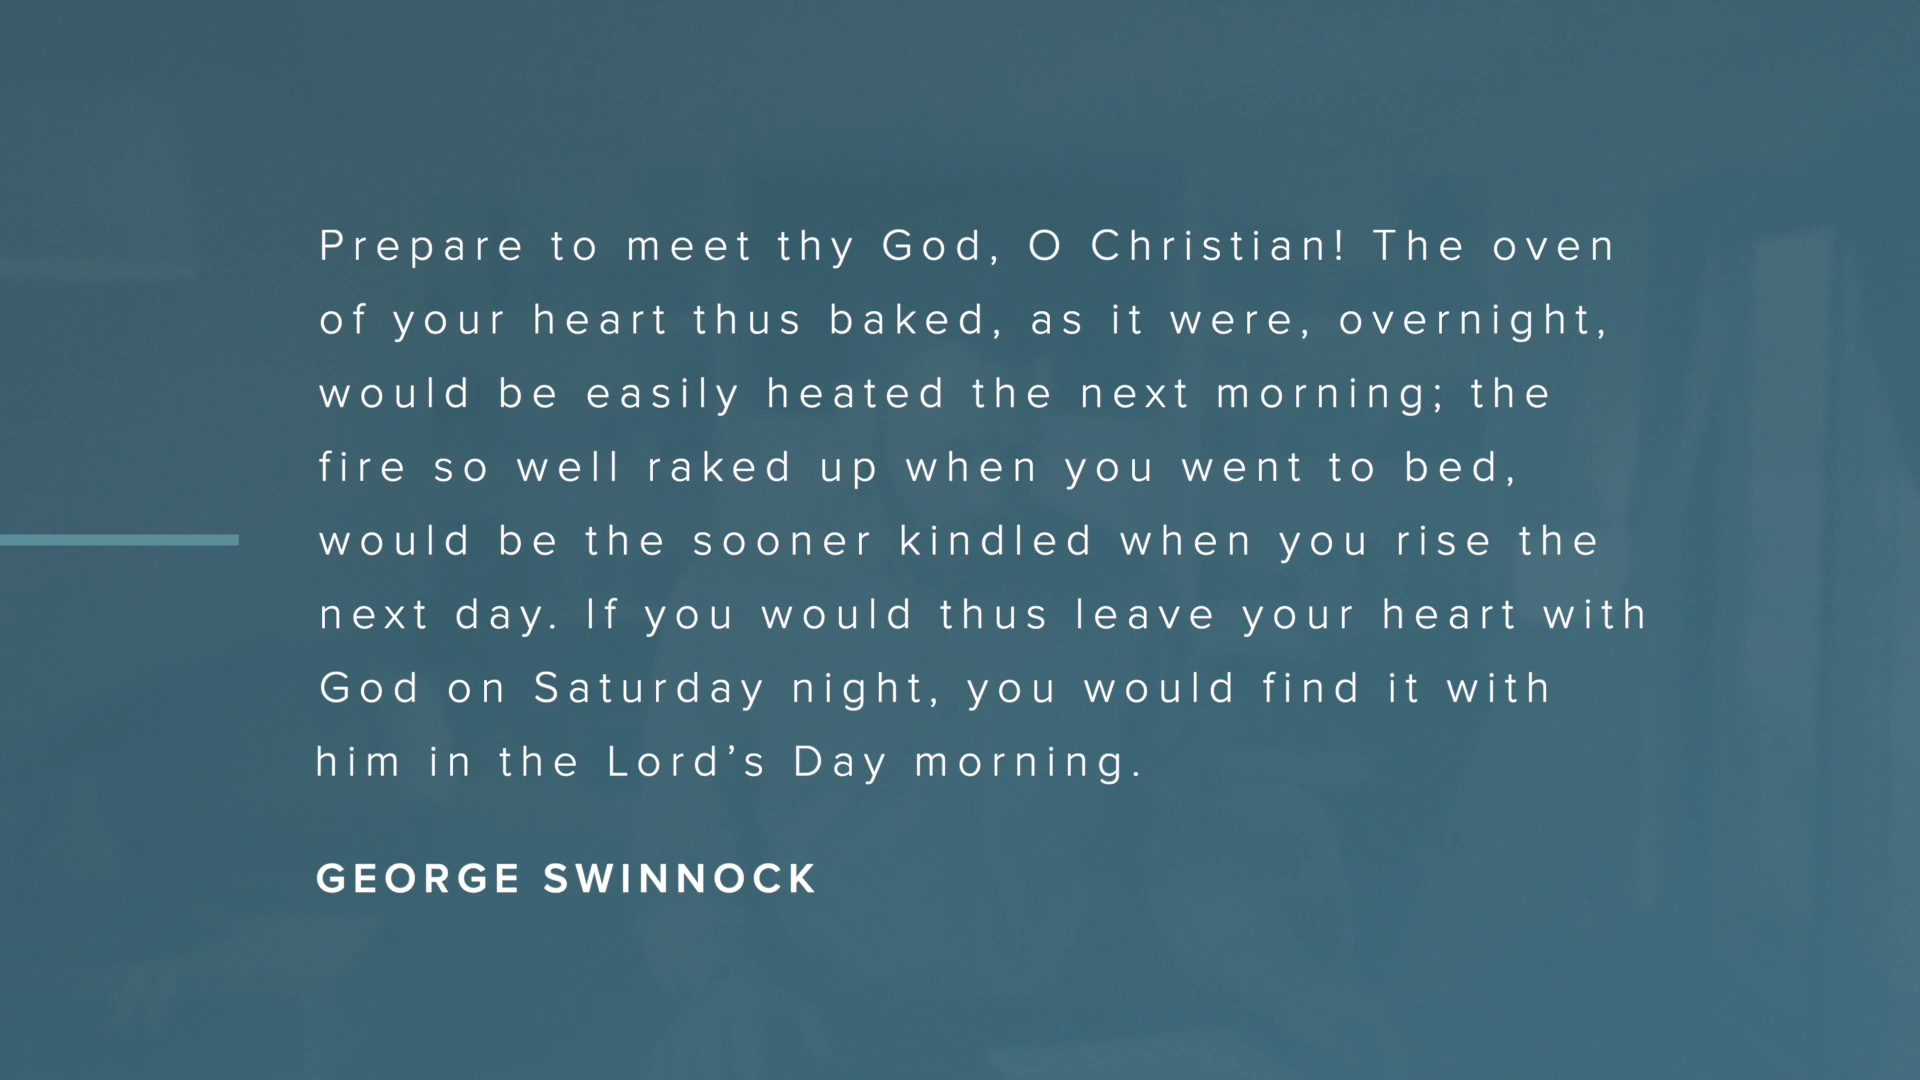 Prepare to meet thy God, O Christian! The oven
of your heart thus baked, as it were, overnight,
would be easily heated the next morning; the
fire so well raked up when you went to bed,
would be the sooner kindled when you rise the
next day. If you would thus leave your heart with
God on Saturday night, you would find it with
him in the Lord’s Day morning.
GEORGE SWINNOCK